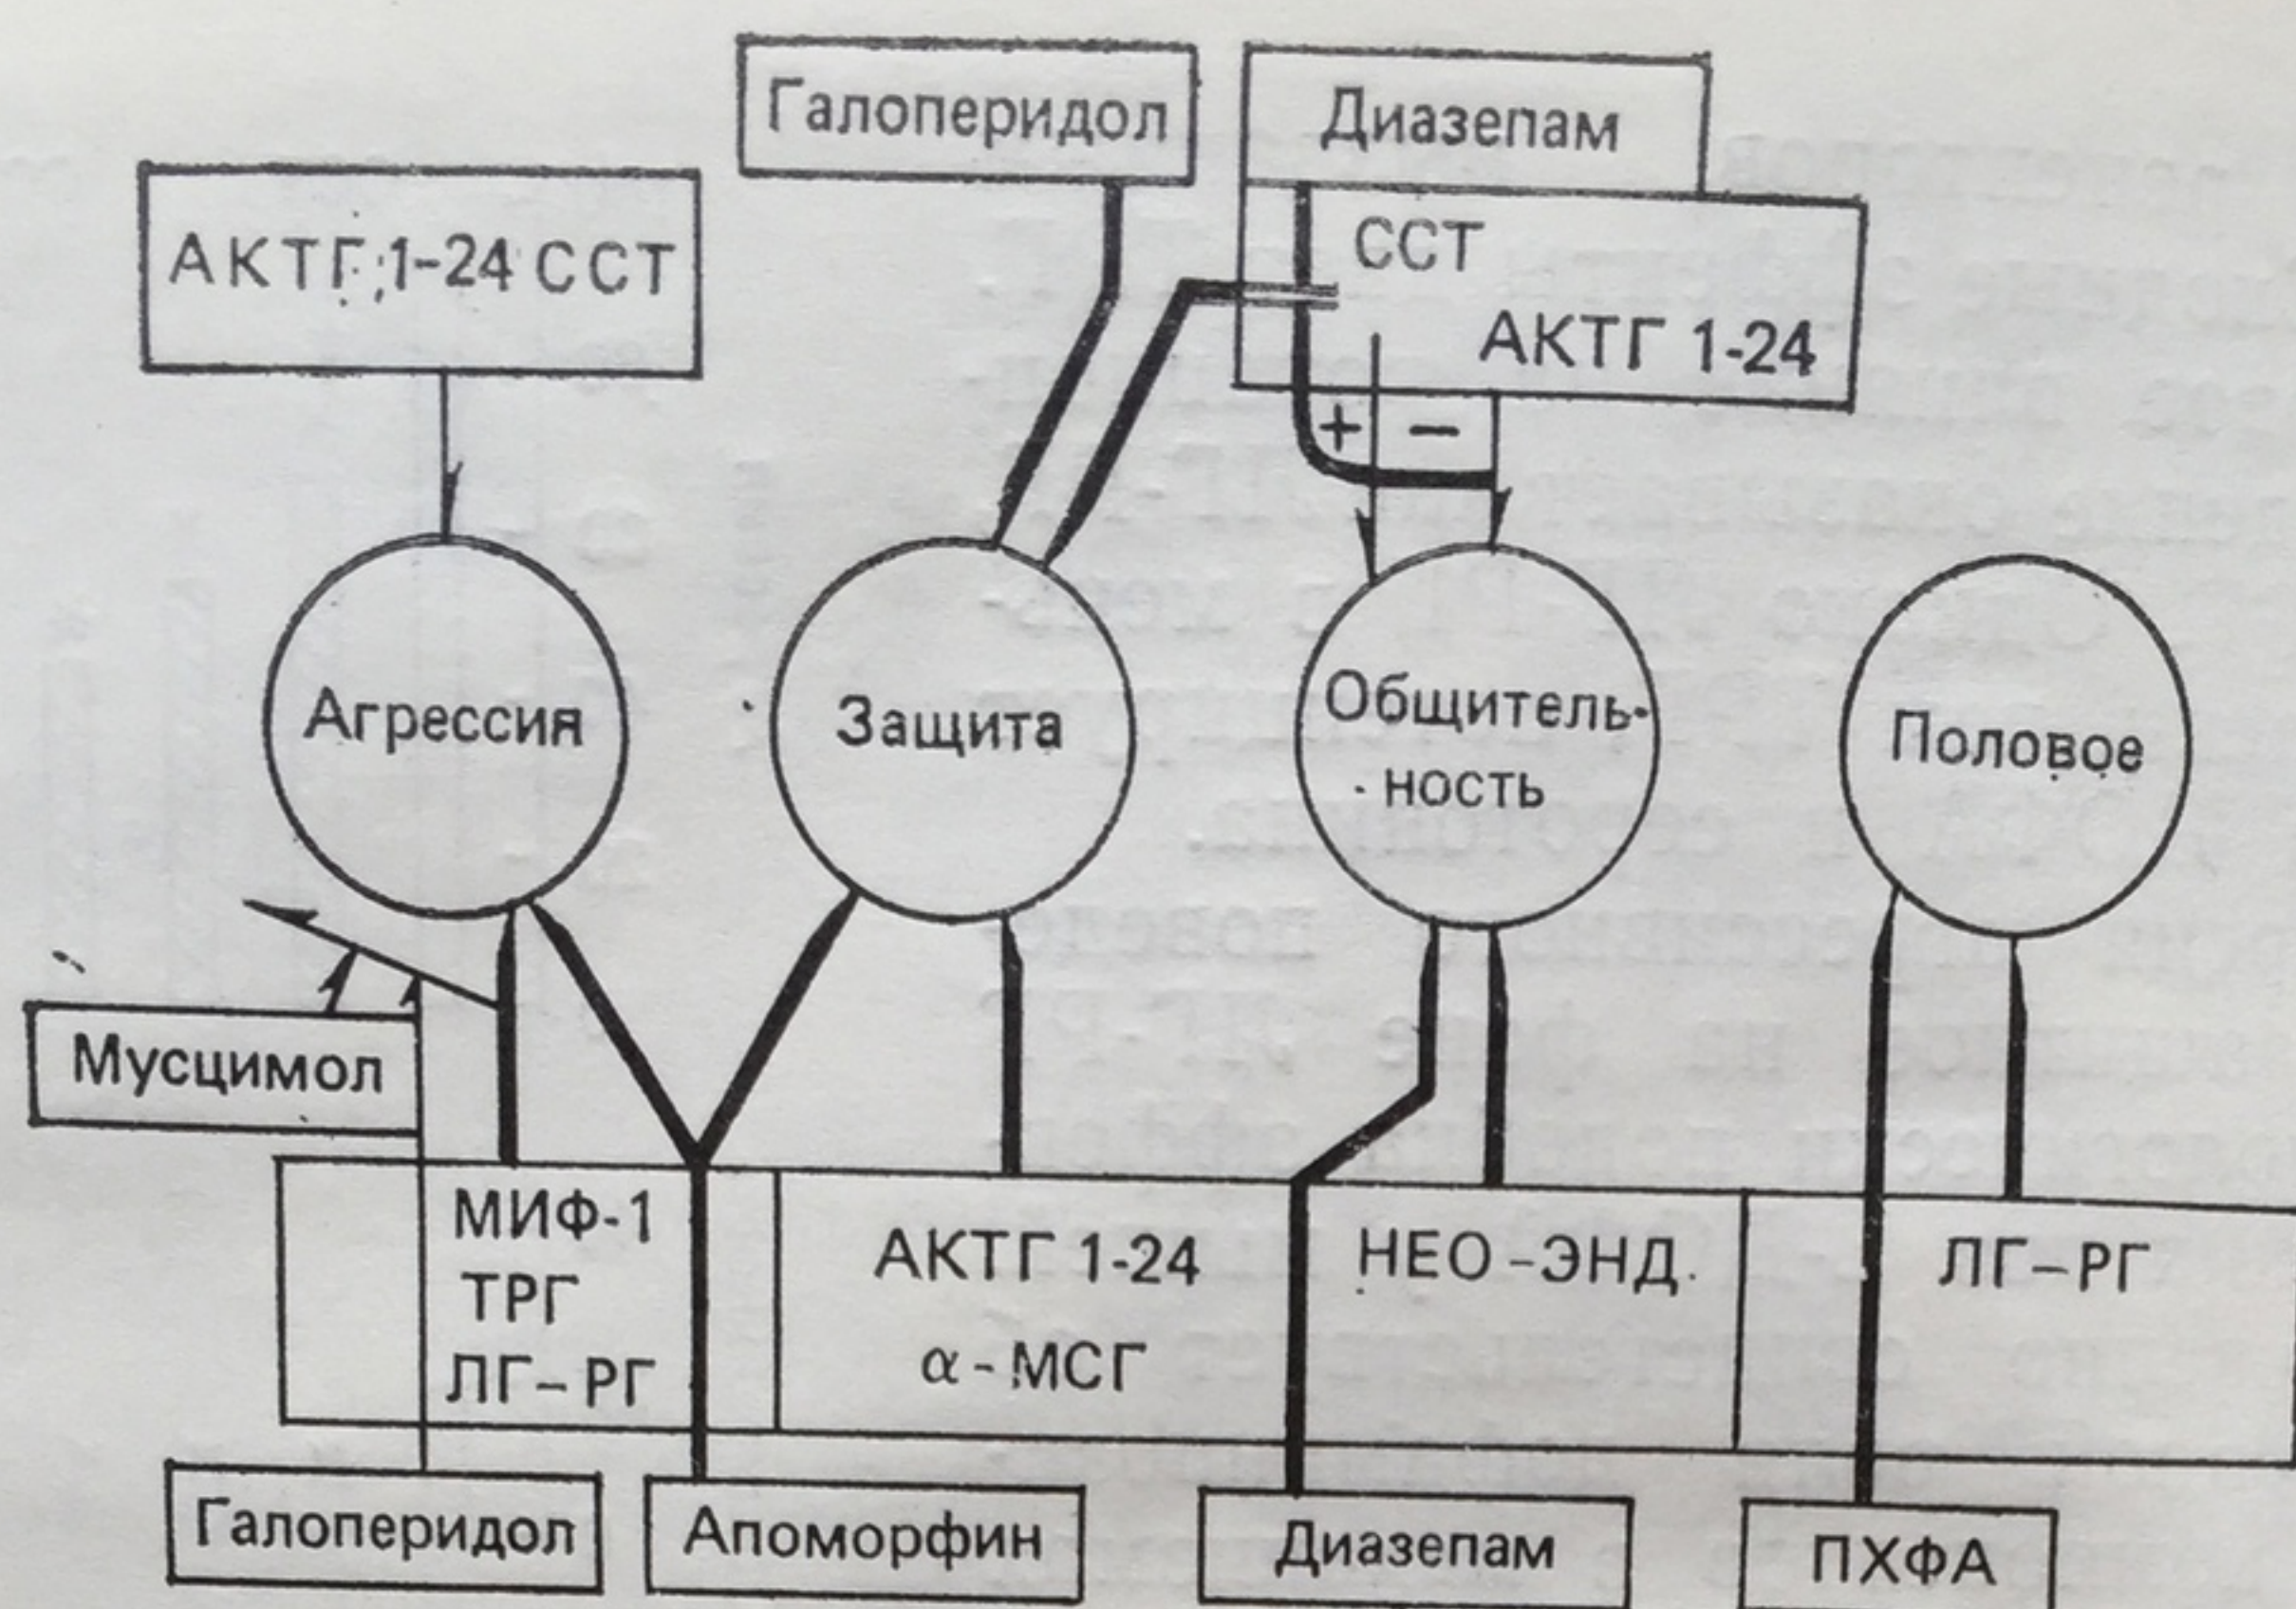 Галоперидол
Диазепам
АКТГ 1-24 ССТ
ССТ
АКТГ 1-24
+ −
Агрессия
Защита
Общитель-
ность
Половое
Мусцимол
МИФ-1
ТРГ
ЛГ-РГ
АКТГ 1-24
α-МСГ
НЕО-ЭНД.
ЛГ-РГ
Галоперидол
Апоморфин
Диазепам
ПХФА